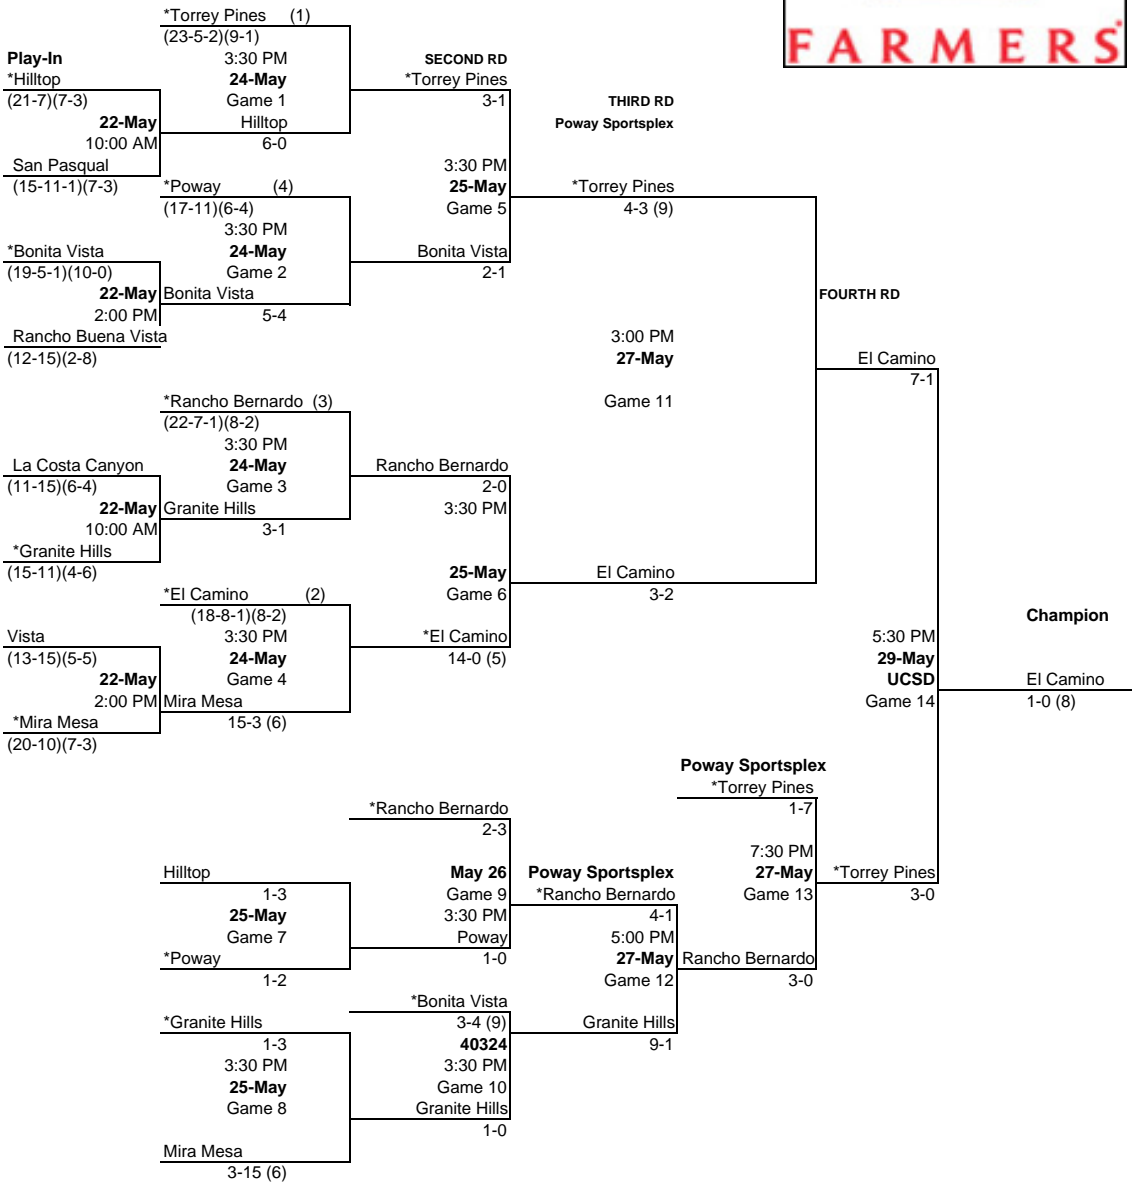 FARMERS®
*Torrey Pines (1)
(23-5-2)(9-1)
Play-In
3:30 PM
SECOND RD
*Hilltop
24-May
*Torrey Pines
(21-7)(7-3)
Game 1
3-1
THIRD RD
22-May
Hilltop
Poway Sportsplex
10:00 AM
6-0
San Pasqual
3:30 PM
(15-11-1)(7-3)
*Poway (4)
25-May
*Torrey Pines
(17-11)(6-4)
Game 5
4-3 (9)
3:30 PM
*Bonita Vista
24-May
Bonita Vista
(19-5-1)(10-0)
Game 2
2-1
22-May
Bonita Vista
FOURTH RD
2:00 PM
5-4
Rancho Buena Vista
3:00 PM
(12-15)(2-8)
27-May
El Camino
7-1
*Rancho Bernardo (3)
Game 11
(22-7-1)(8-2)
3:30 PM
La Costa Canyon
24-May
Rancho Bernardo
(11-15)(6-4)
Game 3
2-0
22-May
Granite Hills
3:30 PM
10:00 AM
3-1
*Granite Hills
(15-11)(4-6)
25-May
El Camino
*El Camino (2)
Game 6
3-2
(18-8-1)(8-2)
Champion
Vista
3:30 PM
*El Camino
5:30 PM
(13-15)(5-5)
24-May
14-0 (5)
29-May
22-May
Game 4
UCSD
El Camino
2:00 PM
Mira Mesa
Game 14
1-0 (8)
*Mira Mesa
15-3 (6)
(20-10)(7-3)
Poway Sportsplex
*Torrey Pines
*Rancho Bernardo
1-7
2-3
7:30 PM
Hilltop
May 26
Poway Sportsplex
27-May
*Torrey Pines
1-3
Game 9
*Rancho Bernardo
Game 13
3-0
25-May
3:30 PM
4-1
Game 7
Poway
5:00 PM
*Poway
1-0
27-May
Rancho Bernardo
1-2
Game 12
3-0
*Bonita Vista
*Granite Hills
3-4 (9)
Granite Hills
1-3
40324
9-1
3:30 PM
3:30 PM
25-May
Game 10
Game 8
Granite Hills
1-0
Mira Mesa
3-15 (6)